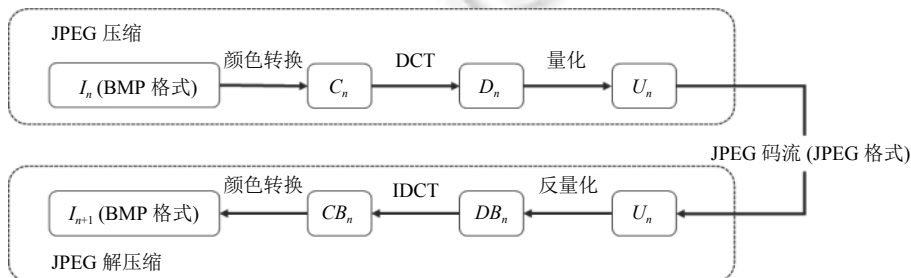 JPEG 压缩
颜色转换 DCT 量化
I_n (BMP 格式) C_n D_n U_n
JPEG 码流 (JPEG 格式)
颜色转换 IDCT 反量化
I_{n+1} (BMP 格式) CB_n DB_n U_n
JPEG 解压缩